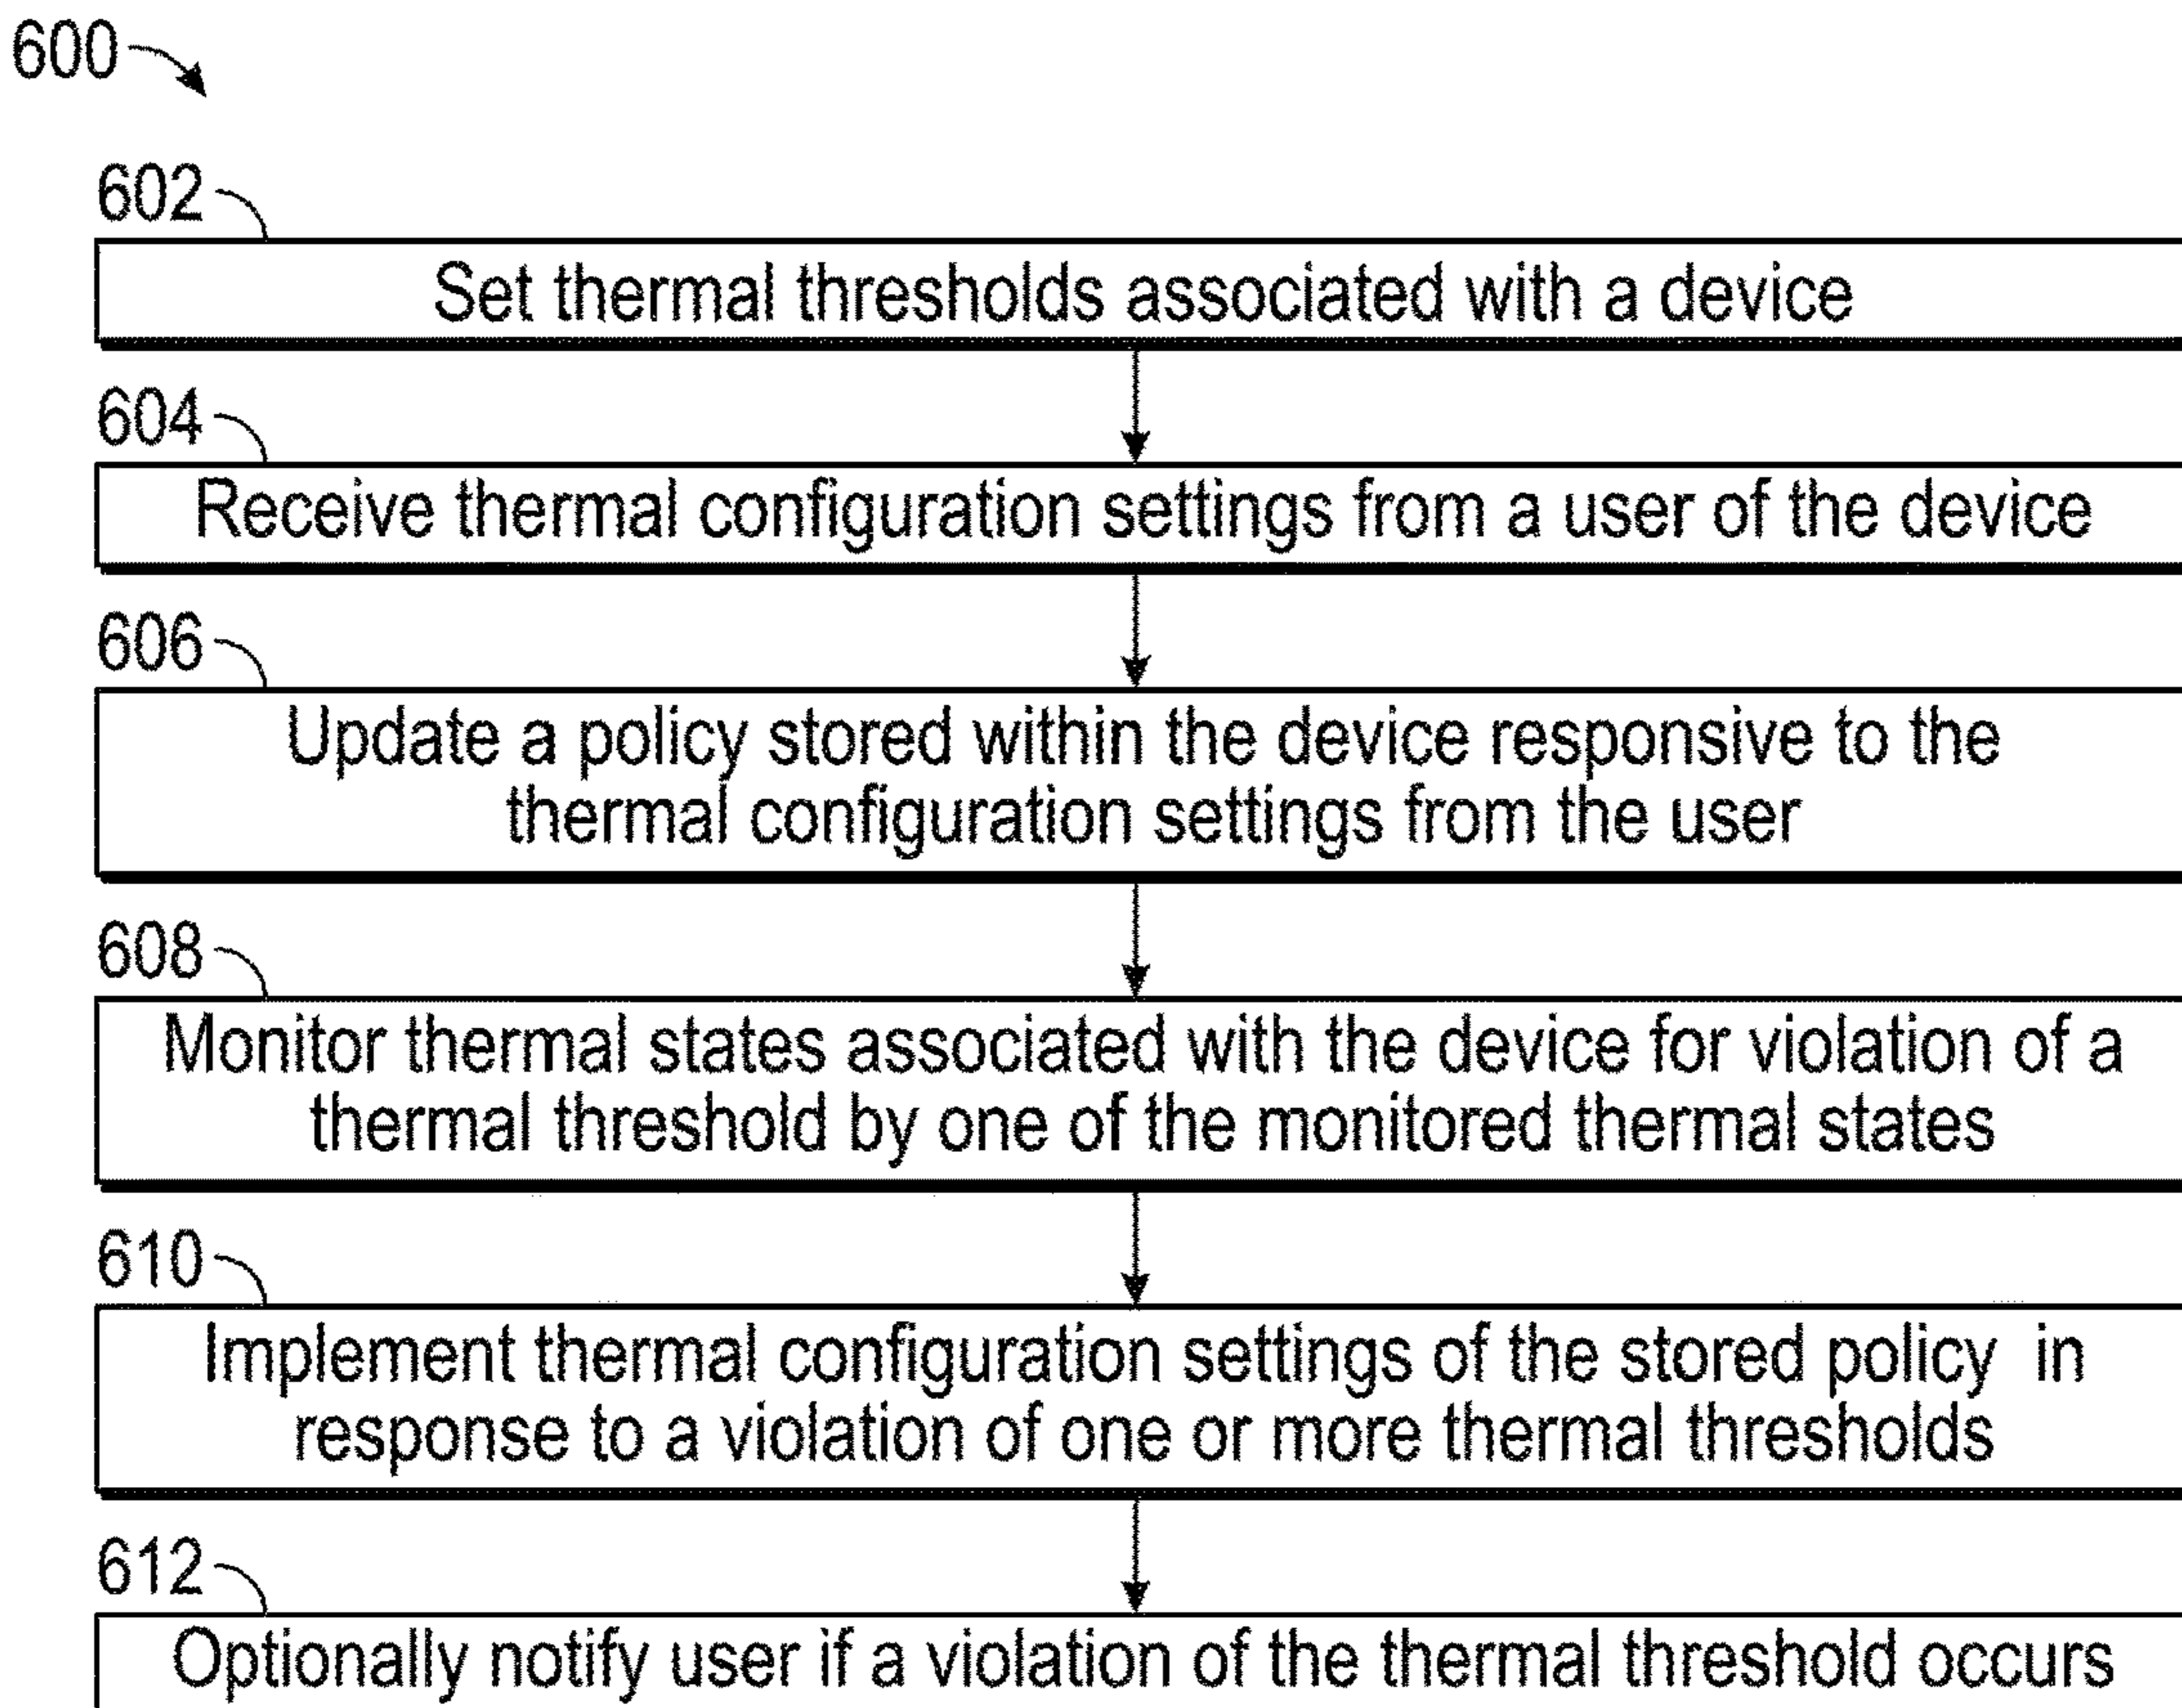 600
602
Set thermal thresholds associated with a device
604
Receive thermal configuration settings from a user of the device
606
Update a policy stored within the device responsive to the
thermal configuration settings from the user
608
Monitor thermal states associated with the device for violation of a
thermal threshold by one of the monitored thermal states
610
Implement thermal configuration settings of the stored policy in
response to a violation of one or more thermal thresholds
612
Optionally notify user if a violation of the thermal threshold occurs